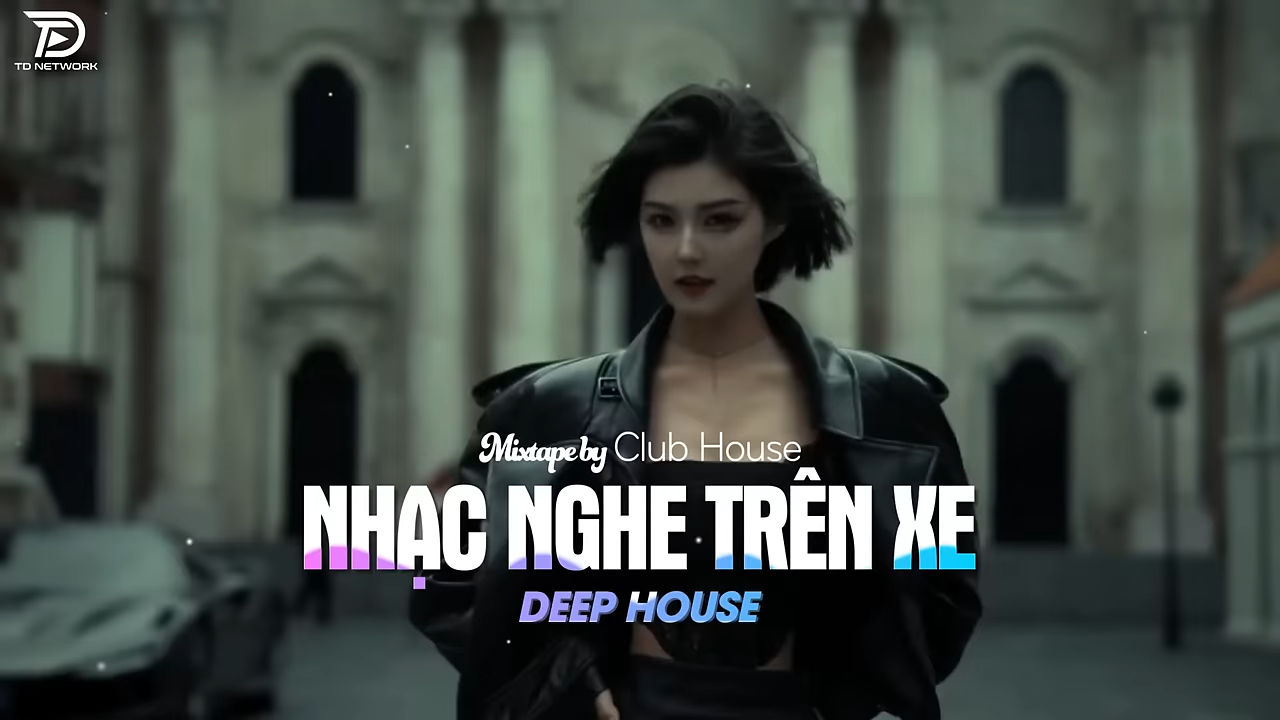 TD NETWORK
Mixtape by Club House
NHẠC NGHE TRÊN XE
DEEP HOUSE